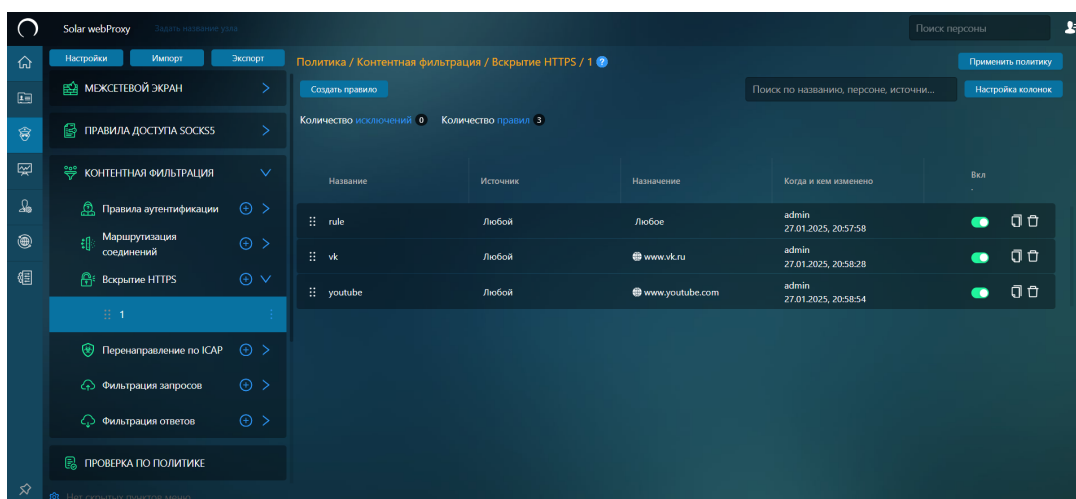 Solar webProxy
Задать название узла
Поиск персоны
Настройки
Импорт
Экспорт
Политика / Контентная фильтрация / Вскрытие HTTPS / 1 ?
Применить политику
МЕЖСЕТЕВОЙ ЭКРАН
Создать правило
Поиск по названию, персоне, источни...
Настройка колонок
Количество исключений 0 Количество правил 3
ПРАВИЛА ДОСТУПА SOCKS5
КОНТЕНТНАЯ ФИЛЬТРАЦИЯ
Название
Источник
Назначение
Когда и кем изменено
Вкл
.
Правила аутентификации
Маршрутизация
соединений
Вскрытие HTTPS
1
Перенаправление по ICAP
Фильтрация запросов
Фильтрация ответов
ПРОВЕРКА ПО ПОЛИТИКЕ
Нет скрытых пунктов меню
rule Любой Любое admin
27.01.2025, 20:57:58
vk Любой www.vk.ru admin
27.01.2025, 20:58:28
youtube Любой www.youtube.com admin
27.01.2025, 20:58:54